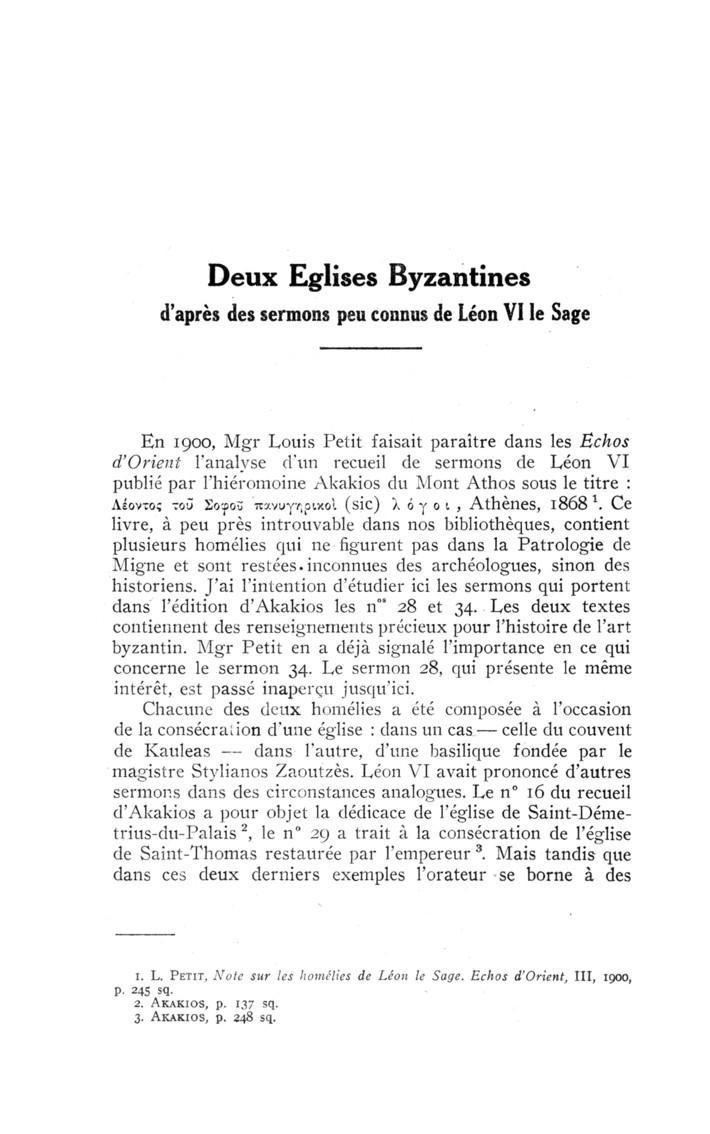 Deux Eglises Byzantines
d'après des sermons peu connus de Léon VI le Sage
En 1900, Mgr Louis Petit faisait paraître dans les Échos
d'Orient l'analyse d'un recueil de sermons de Léon VI
publié par l'hiéromoine Akakios du Mont Athos sous le titre :
Λέοντος τοῦ Σοφοῦ πανυγηρικοὶ (sic) λόγοι, Athènes, 1868 ¹. Ce
livre, à peu près introuvable dans nos bibliothèques, contient
plusieurs homélies qui ne figurent pas dans la Patrologie de
Migne et sont restées inconnues des archéologues, sinon des
historiens. J'ai l'intention d'étudier ici les sermons qui portent
dans l'édition d'Akakios les nᵒˢ 28 et 34. Les deux textes
contiennent des renseignements précieux pour l'histoire de l'art
byzantin. Mgr Petit en a déjà signalé l'importance en ce qui
concerne le sermon 34. Le sermon 28, qui présente le même
intérêt, est passé inaperçu jusqu'ici.
Chacune des deux homélies a été composée à l'occasion
de la consécration d'une église : dans un cas — celle du couvent
de Kauleas — dans l'autre, d'une basilique fondée par le
magistre Stylianos Zaoutzès. Léon VI avait prononcé d'autres
sermons dans des circonstances analogues. Le n° 16 du recueil
d'Akakios a pour objet la dédicace de l'église de Saint-Déme-
trius-du-Palais ², le n° 29 a trait à la consécration de l'église
de Saint-Thomas restaurée par l'empereur ³. Mais tandis que
dans ces deux derniers exemples l'orateur se borne à des
1. L. PETIT, Note sur les homélies de Léon le Sage. Echos d'Orient, III, 1900,
p. 245 sq.
2. AKAKIOS, p. 137 sq.
3. AKAKIOS, p. 248 sq.